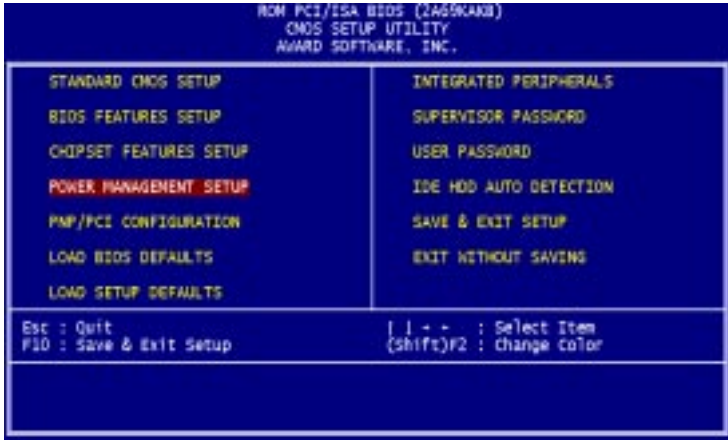 ROM PCI/ISA BIOS (2A69KAKB)
CMOS SETUP UTILITY
AWARD SOFTWARE, INC.
STANDARD CMOS SETUP
BIOS FEATURES SETUP
CHIPSET FEATURES SETUP
POWER MANAGEMENT SETUP
PNP/PCI CONFIGURATION
LOAD BIOS DEFAULTS
LOAD SETUP DEFAULTS
INTEGRATED PERIPHERALS
SUPERVISOR PASSWORD
USER PASSWORD
IDE HDD AUTO DETECTION
SAVE & EXIT SETUP
EXIT WITHOUT SAVING
Esc : Quit
F10 : Save & Exit Setup
: Select Item
(Shift)F2 : Change Color